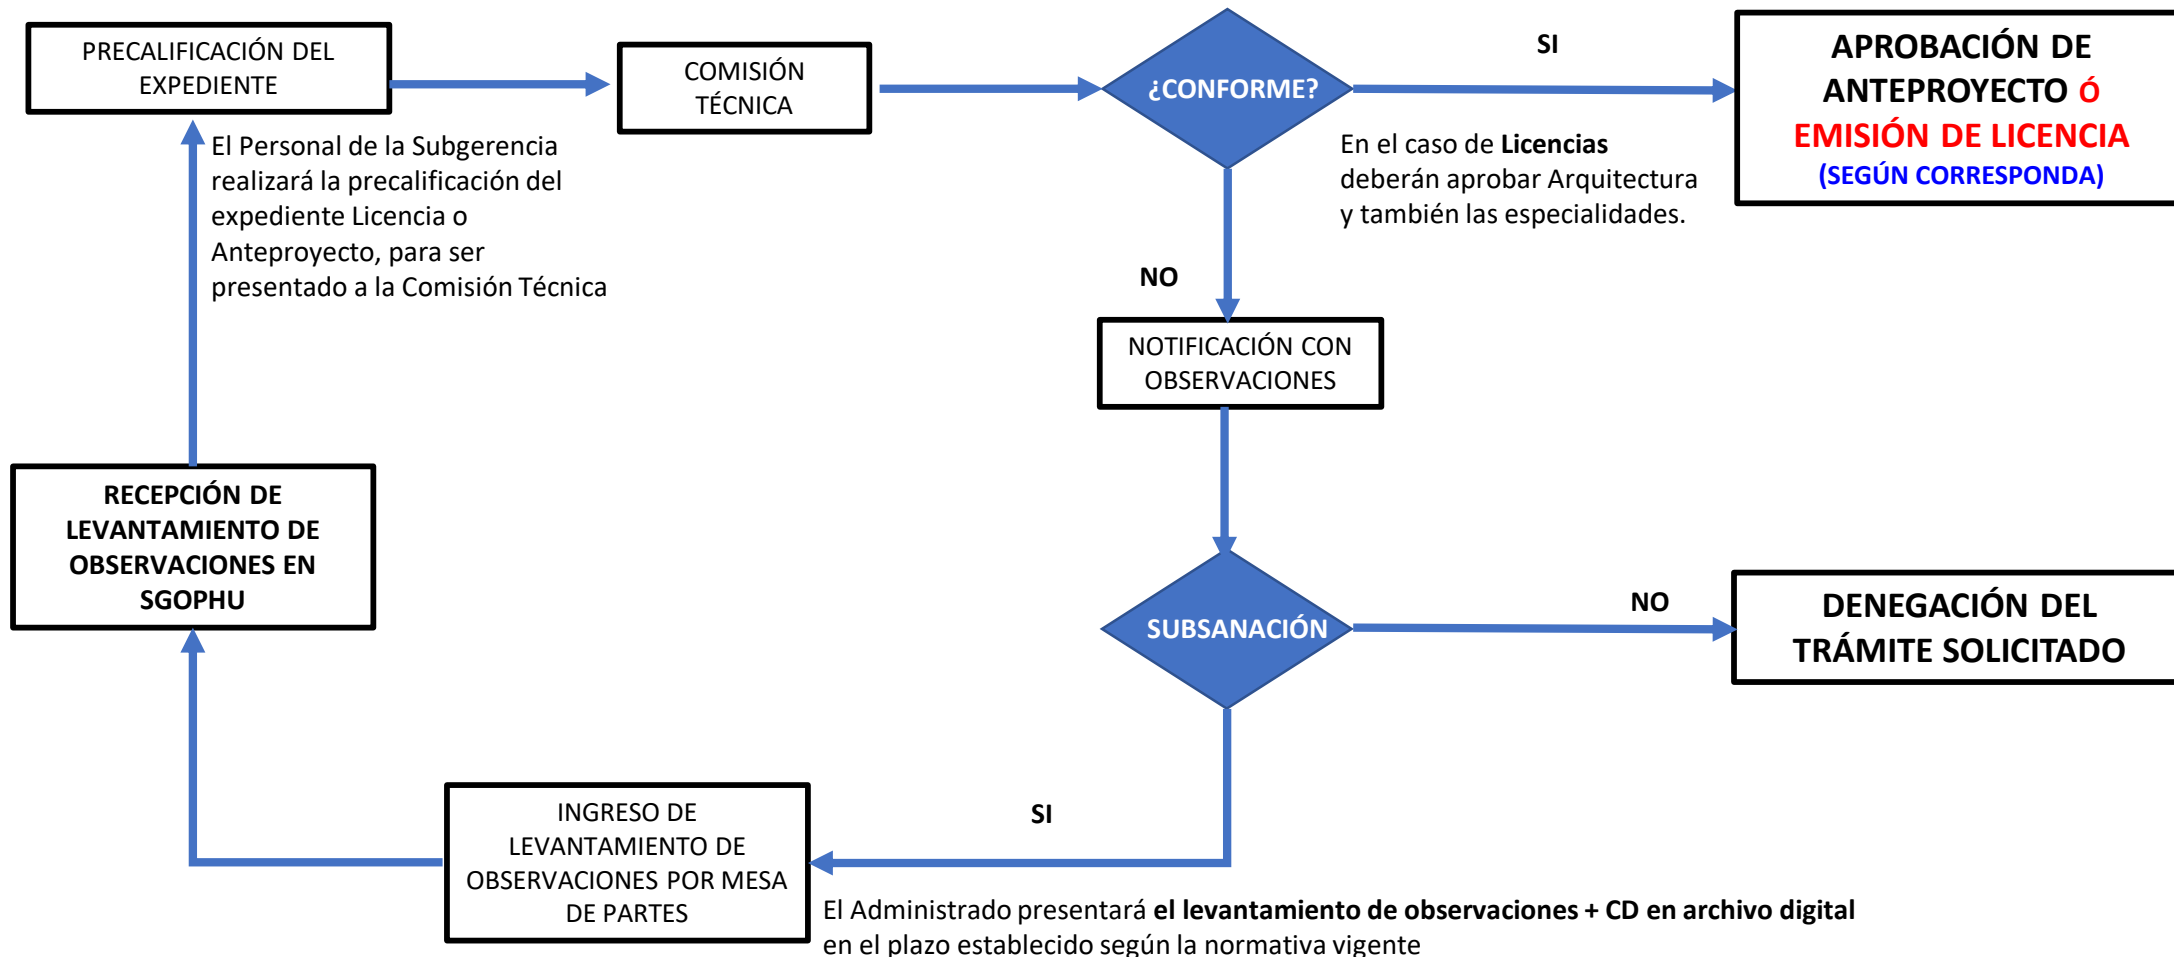 PRECALIFICACIÓN DEL
EXPEDIENTE
COMISIÓN
TÉCNICA
¿CONFORME?
SI
APROBACIÓN DE
ANTEPROYECTO Ó
EMISIÓN DE LICENCIA
(SEGÚN CORRESPONDA)
El Personal de la Subgerencia
realizará la precalificación del
expediente Licencia o
Anteproyecto, para ser
presentado a la Comisión Técnica
En el caso de Licencias
deberán aprobar Arquitectura
y también las especialidades.
NO
NOTIFICACIÓN CON
OBSERVACIONES
RECEPCIÓN DE
LEVANTAMIENTO DE
OBSERVACIONES EN
SGOPHU
SUBSANACIÓN
NO
DENEGACIÓN DEL
TRÁMITE SOLICITADO
SI
INGRESO DE
LEVANTAMIENTO DE
OBSERVACIONES POR MESA
DE PARTES
El Administrado presentará el levantamiento de observaciones + CD en archivo digital
en el plazo establecido según la normativa vigente